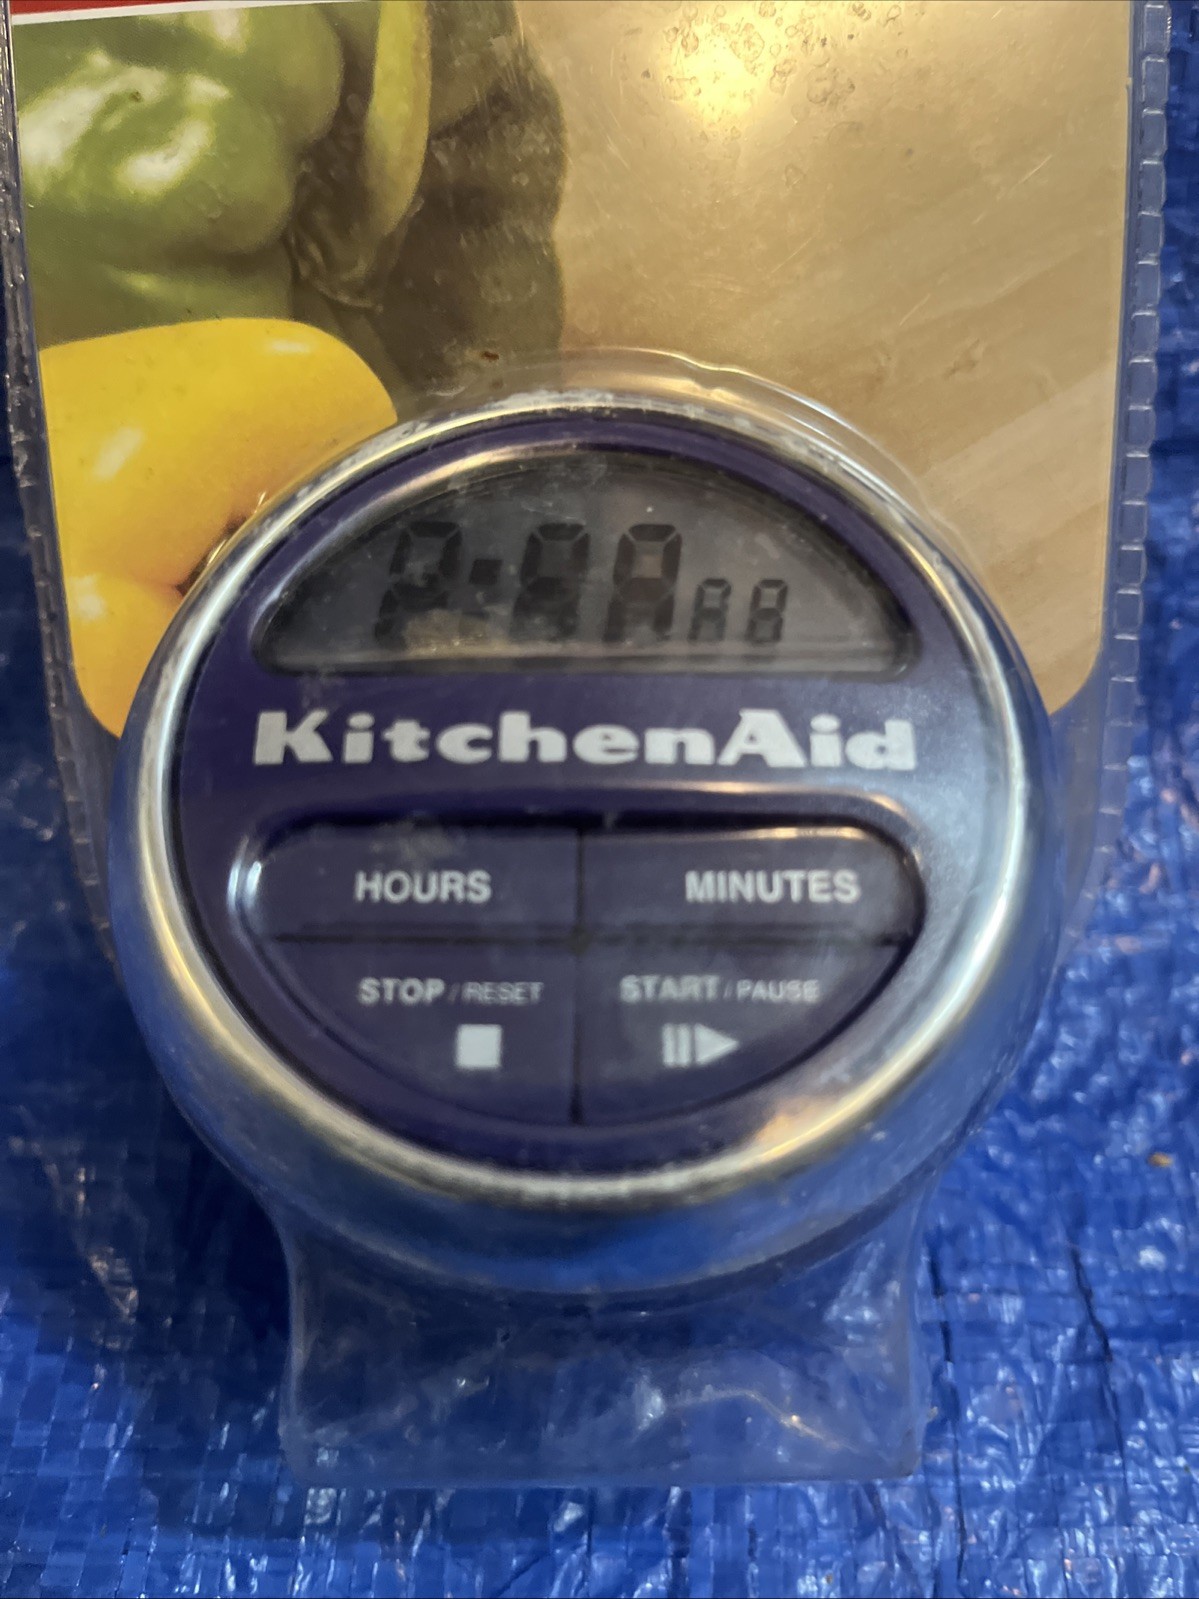 KitchenAid
HOURS MINUTES
STOP / RESET START / PAUSE